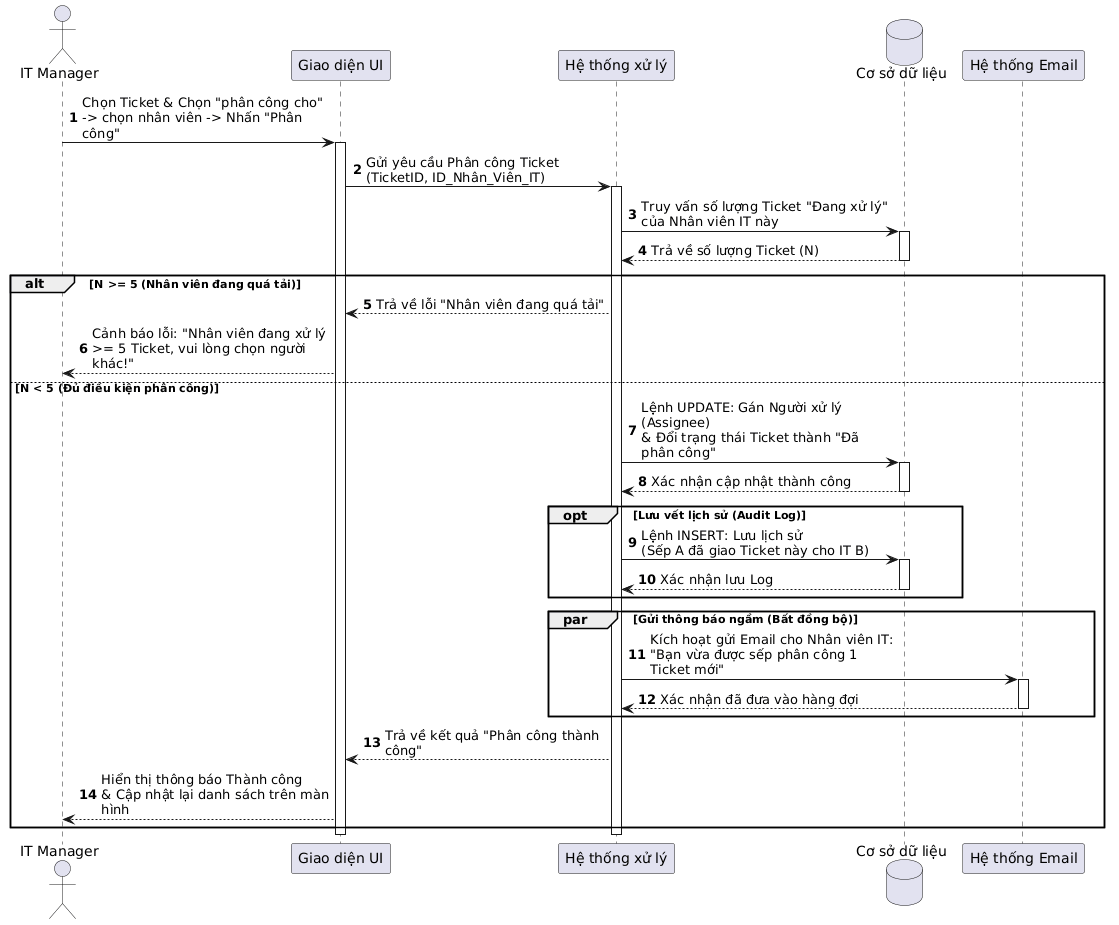 IT Manager
Giao diện UI
Hệ thống xử lý
Cơ sở dữ liệu
Hệ thống Email
1 Chọn Ticket & Chọn "phân công cho"
-> chọn nhân viên -> Nhấn "Phân
công"
2 Gửi yêu cầu Phân công Ticket
(TicketID, ID_Nhân_Viên_IT)
3 Truy vấn số lượng Ticket "Đang xử lý"
của Nhân viên IT này
4 Trả về số lượng Ticket (N)
alt [N >= 5 (Nhân viên đang quá tải)]
5 Trả về lỗi "Nhân viên đang quá tải"
6 Cảnh báo lỗi: "Nhân viên đang xử lý
>= 5 Ticket, vui lòng chọn người
khác!"
[N < 5 (Đủ điều kiện phân công)]
7 Lệnh UPDATE: Gán Người xử lý
(Assignee)
& Đổi trạng thái Ticket thành "Đã
phân công"
8 Xác nhận cập nhật thành công
opt [Lưu vết lịch sử (Audit Log)]
9 Lệnh INSERT: Lưu lịch sử
(Sếp A đã giao Ticket này cho IT B)
10 Xác nhận lưu Log
par [Gửi thông báo ngầm (Bất đồng bộ)]
11 Kích hoạt gửi Email cho Nhân viên IT:
"Bạn vừa được sếp phân công 1
Ticket mới"
12 Xác nhận đã đưa vào hàng đợi
13 Trả về kết quả "Phân công thành
công"
14 Hiển thị thông báo Thành công
& Cập nhật lại danh sách trên màn
hình
IT Manager
Giao diện UI
Hệ thống xử lý
Cơ sở dữ liệu
Hệ thống Email